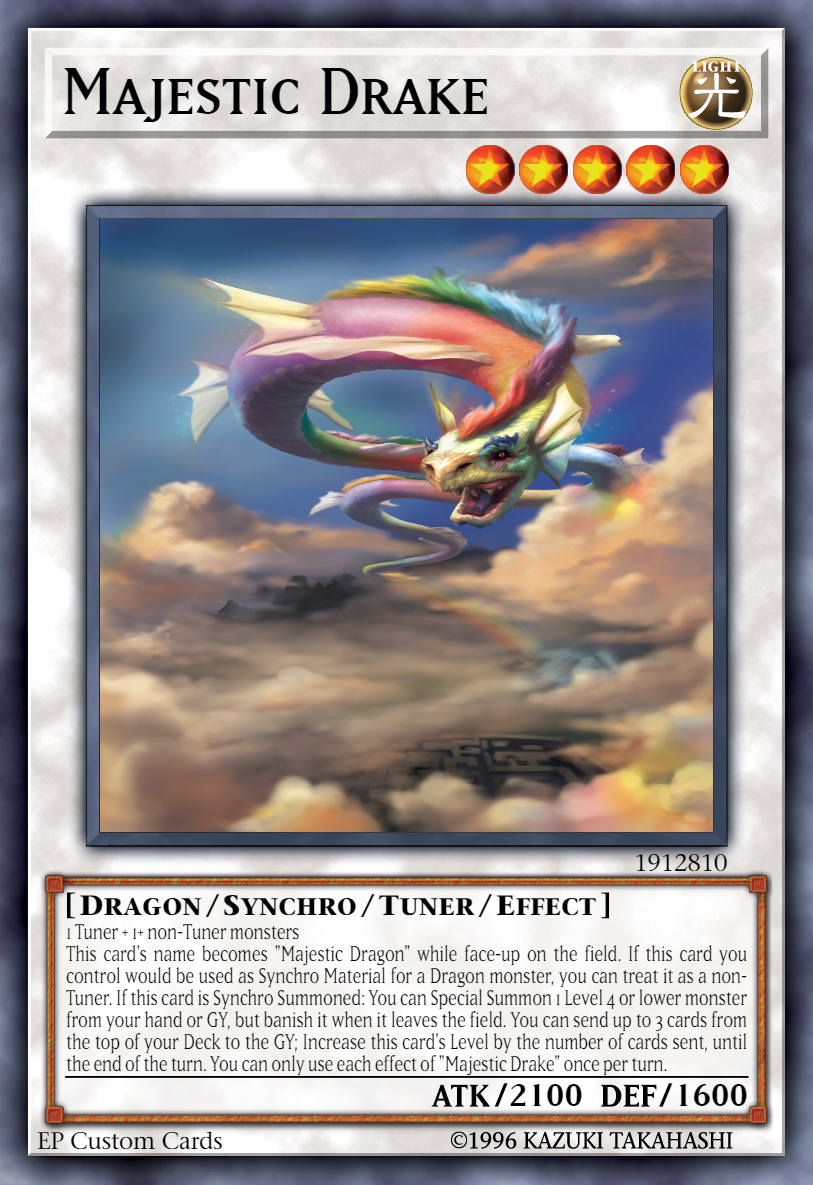 Majestic Drake
LIGHT
光
1912810
[ Dragon / Synchro / Tuner / Effect ]
1 Tuner + 1+ non-Tuner monsters
This card's name becomes "Majestic Dragon" while face-up on the field. If this card you
control would be used as Synchro Material for a Dragon monster, you can treat it as a non-
Tuner. If this card is Synchro Summoned: You can Special Summon 1 Level 4 or lower monster
from your hand or GY, but banish it when it leaves the field. You can send up to 3 cards from
the top of your Deck to the GY; Increase this card's Level by the number of cards sent, until
the end of the turn. You can only use each effect of "Majestic Drake" once per turn.
ATK/2100 DEF/1600
EP Custom Cards ©1996 KAZUKI TAKAHASHI